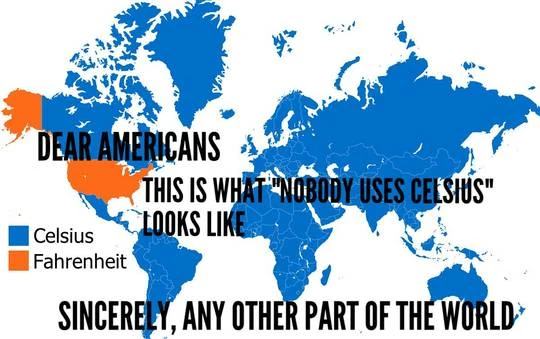 DEAR AMERICANS
THIS IS WHAT "NOBODY USES CELSIUS"
LOOKS LIKE
Celsius
Fahrenheit
SINCERELY, ANY OTHER PART OF THE WORLD